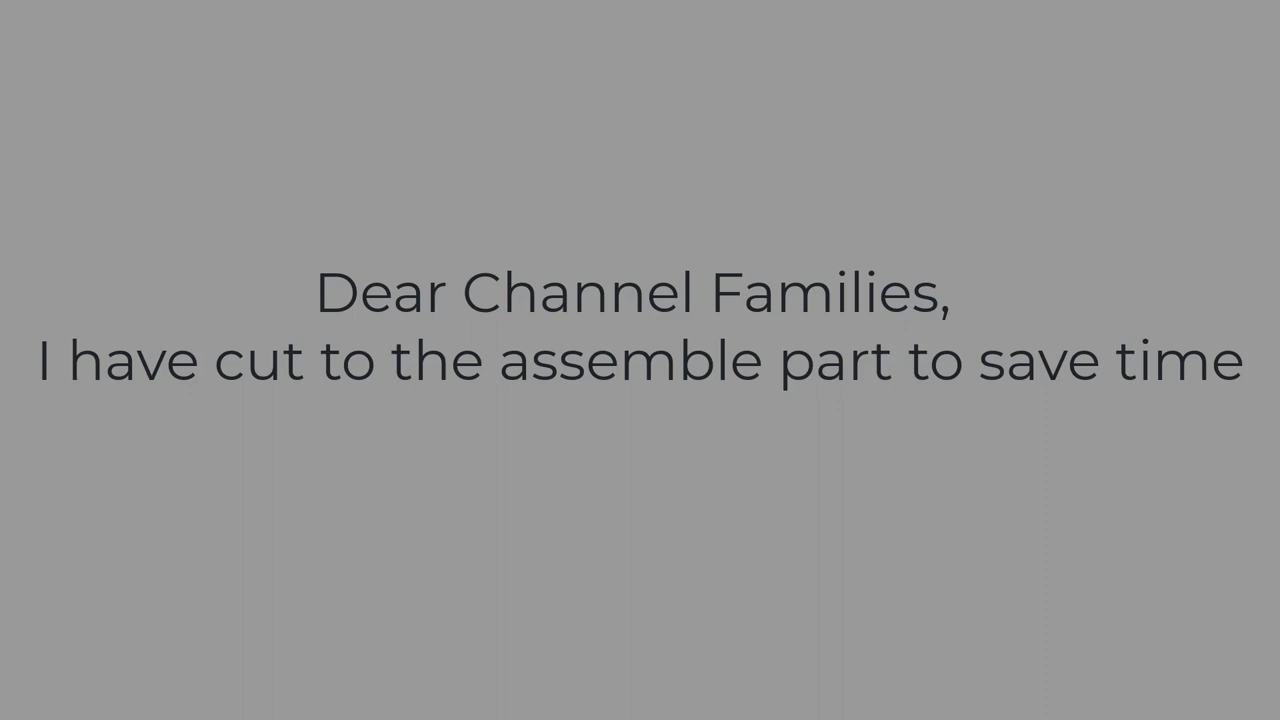 Dear Channel Families,
I have cut to the assemble part to save time